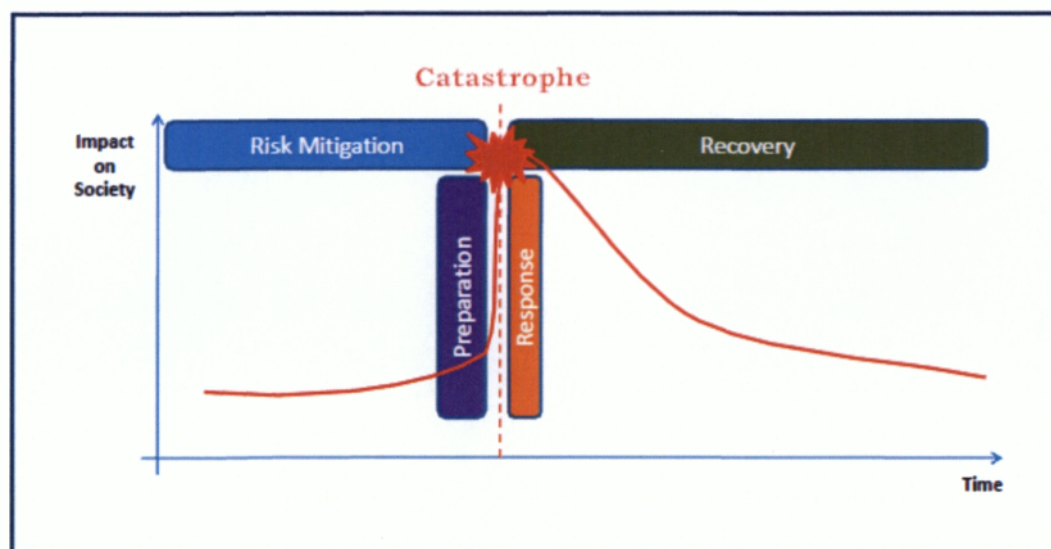 Catastrophe
Impact
on
Society
Risk Mitigation
Recovery
Preparation
Response
Time